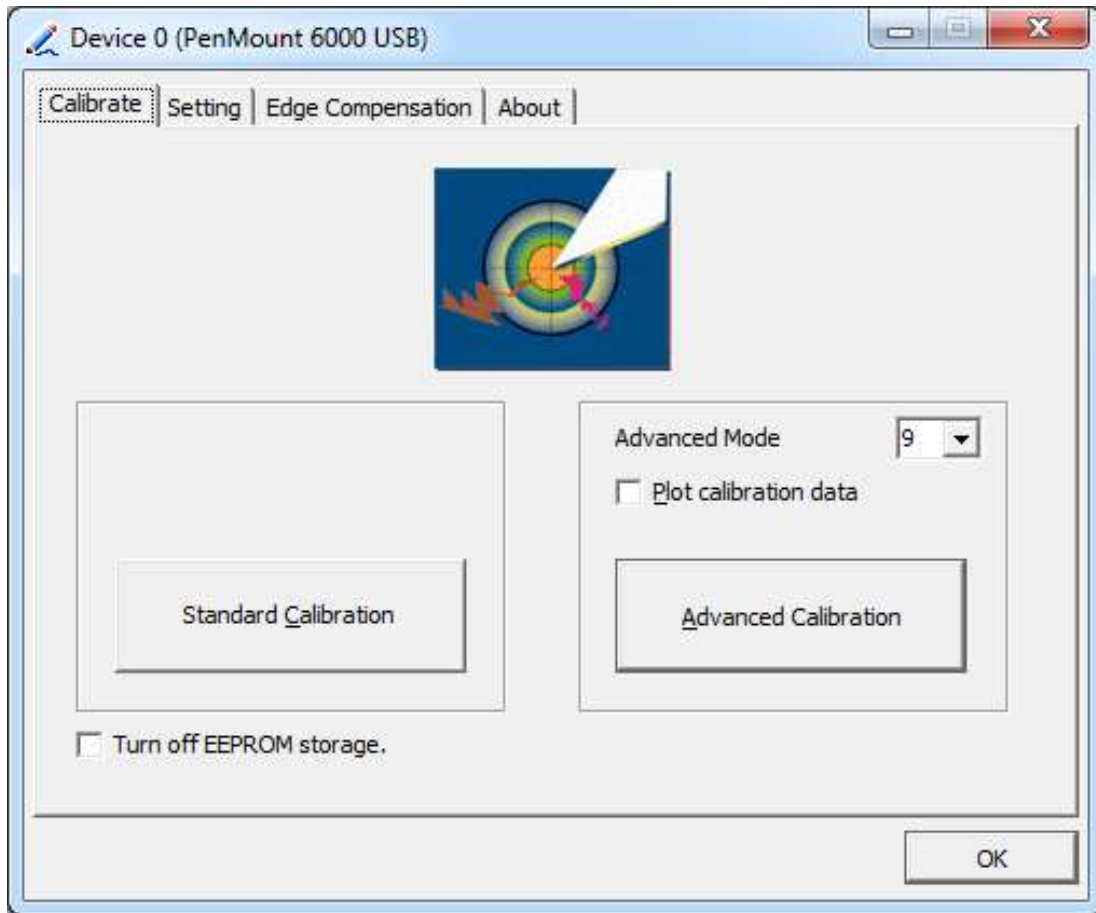 Device 0 (PenMount 6000 USB)
Calibrate Setting Edge Compensation About
Advanced Mode 9
Plot calibration data
Standard Calibration
Advanced Calibration
Turn off EEPROM storage.
OK